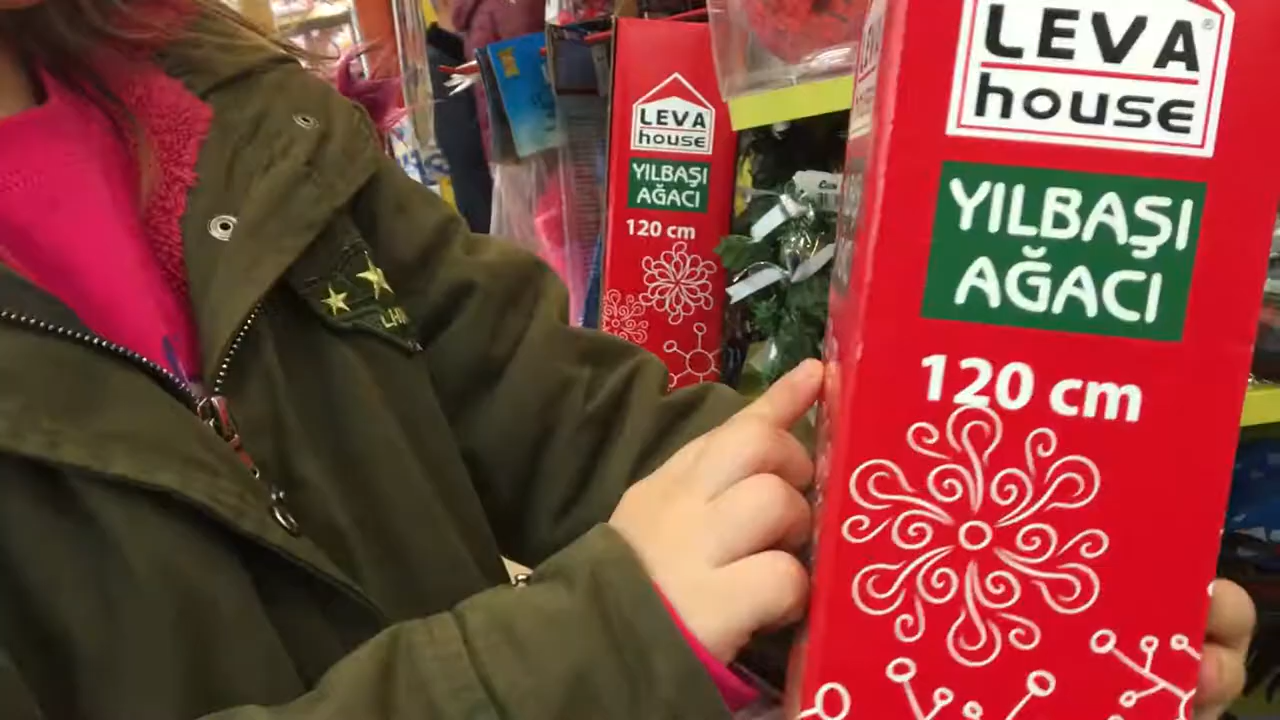 LEVA
house
YILBAŞI
AĞACI
120 cm
LEVA®
house
YILBAŞI
AĞACI
120 cm